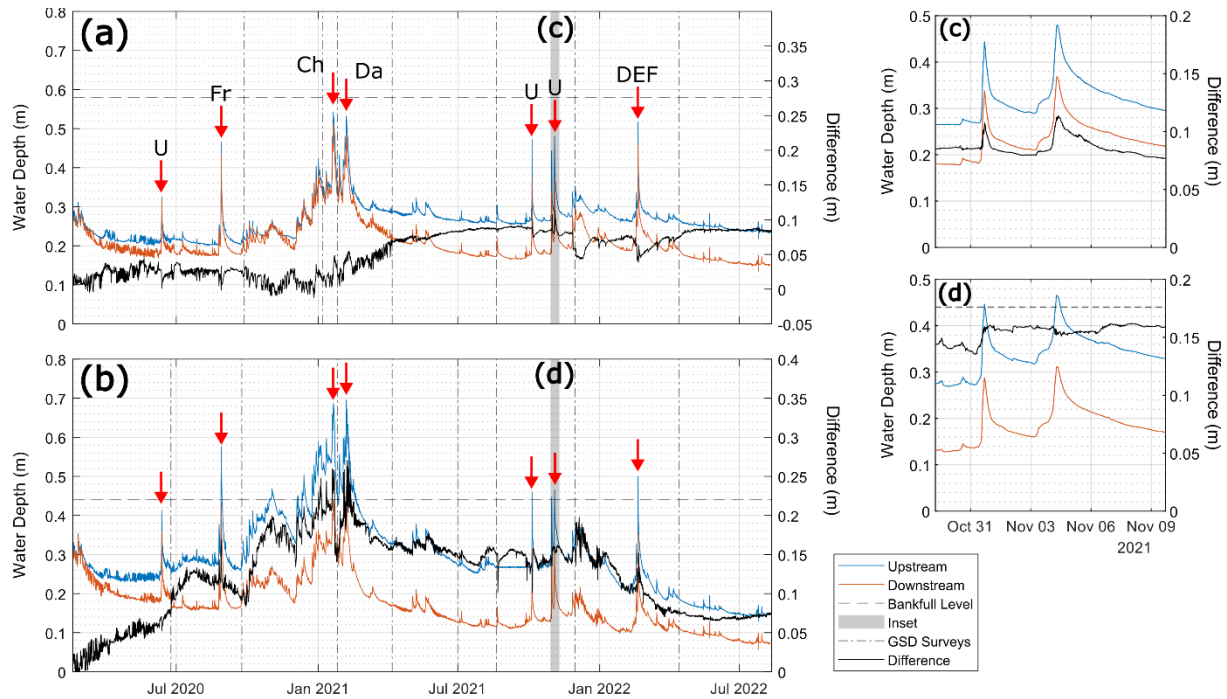 (a)
(c)
Ch
Da
Fr
U
U
U
DEF
0.8
0.7
0.6
0.5
0.4
0.3
0.2
0.1
0
Water Depth (m)
0.35
0.3
0.25
0.2
0.15
0.1
0.05
0
-0.05
Difference (m)
(b)
(d)
0.8
0.7
0.6
0.5
0.4
0.3
0.2
0.1
0
Water Depth (m)
0.4
0.35
0.3
0.25
0.2
0.15
0.1
0.05
0
Difference (m)
Jul 2020
Jan 2021
Jul 2021
Jan 2022
Jul 2022
(c)
0.5
0.4
0.3
0.2
0.1
0
Water Depth (m)
0.2
0.15
0.1
0.05
0
Difference (m)
(d)
0.5
0.4
0.3
0.2
0.1
0
Water Depth (m)
0.2
0.15
0.1
0.05
0
Difference (m)
Oct 31
Nov 03
Nov 06
Nov 09
2021
Upstream
Downstream
Bankfull Level
Inset
GSD Surveys
Difference